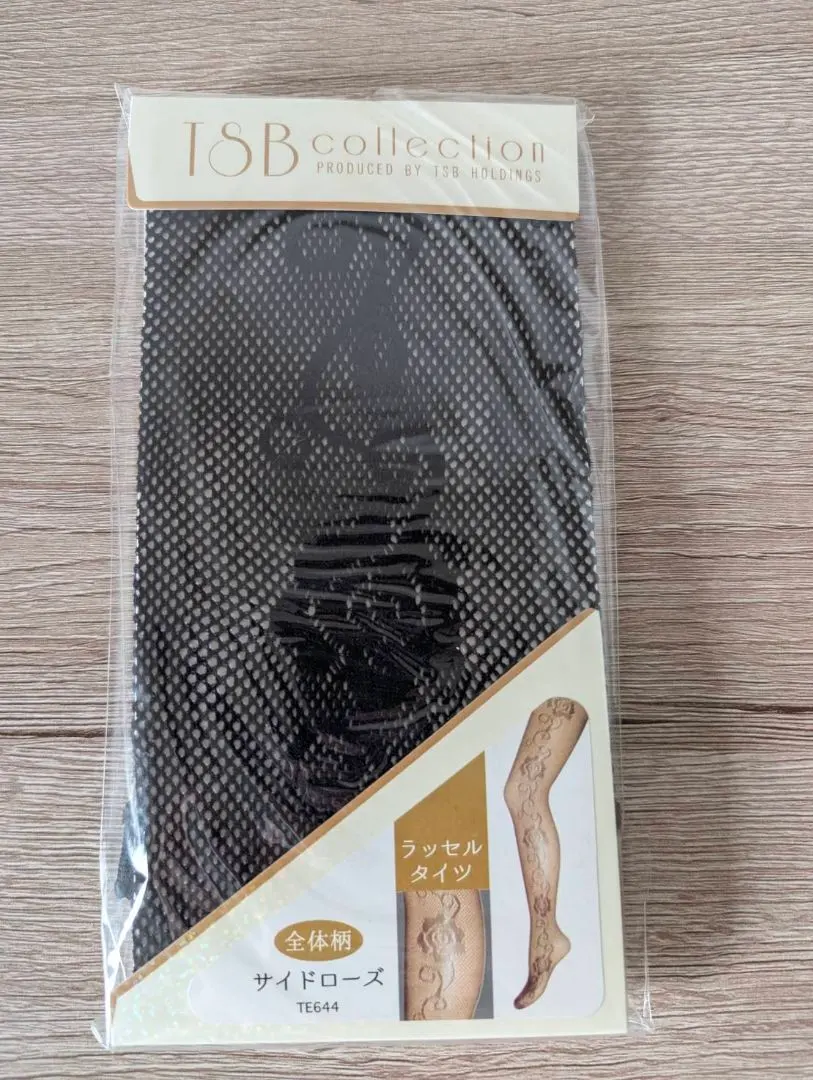 TSB collection
PRODUCED BY TSB HOLDINGS
ラッセル
タイツ
全体柄
サイドローズ
TE644